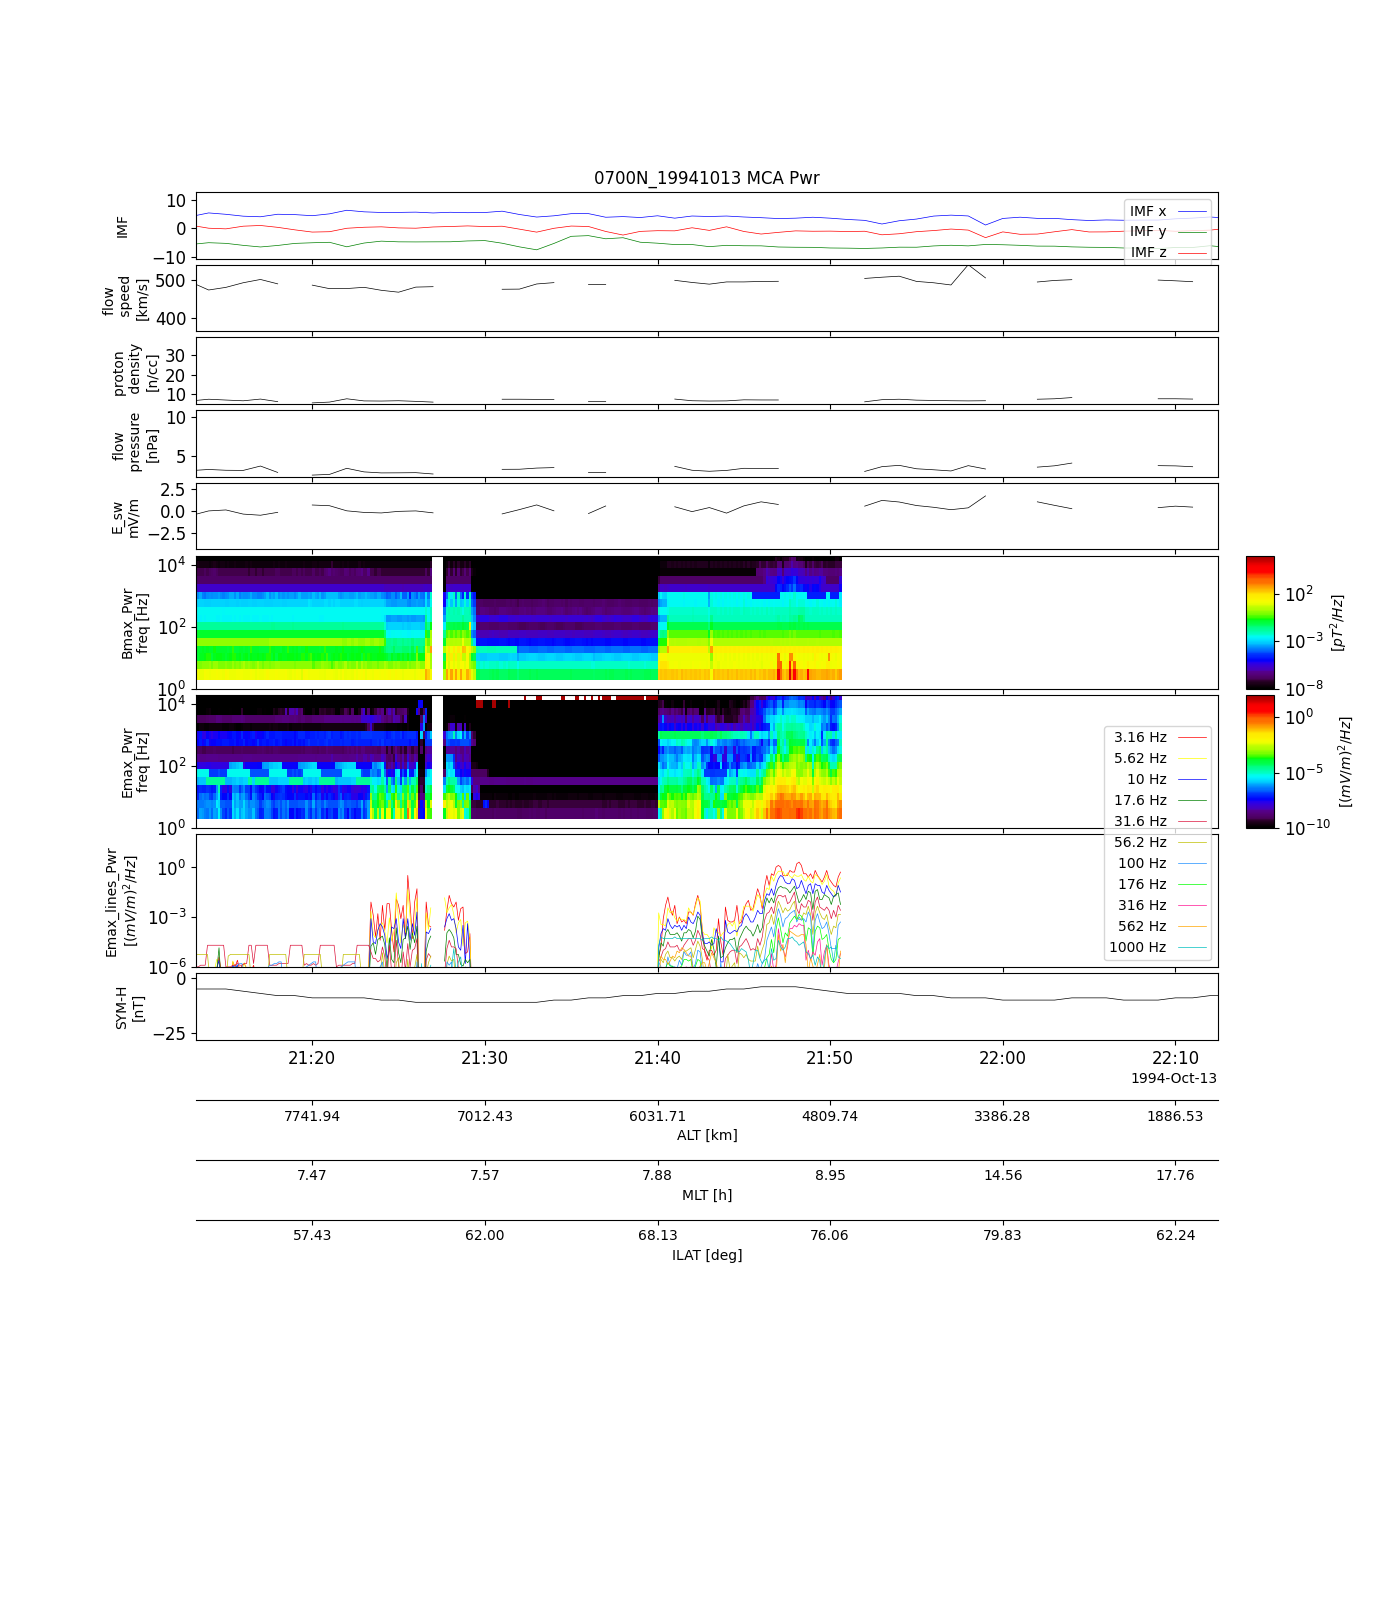 0700N_19941013 MCA Pwr
IMF
10
0
−10
IMF x
IMF y
IMF z
flow
speed
[km/s]
500
400
proton
density
[n/cc]
30
20
10
flow
pressure
[nPa]
10
5
E_sw
mV/m
2.5
0.0
−2.5
Bmax_Pwr
freq [Hz]
10^4
10^2
10^0
10^2
10^−3
10^−8
[pT^2/Hz]
Emax_Pwr
freq [Hz]
10^4
10^2
10^0
10^0
10^−5
10^−10
[(mV/m)^2/Hz]
3.16 Hz
5.62 Hz
10 Hz
17.6 Hz
31.6 Hz
56.2 Hz
100 Hz
176 Hz
316 Hz
562 Hz
1000 Hz
Emax_lines_Pwr
[(mV/m)^2/Hz]
10^0
10^−3
10^−6
SYM-H
[nT]
0
−25
21:20 21:30 21:40 21:50 22:00 22:10
1994-Oct-13
7741.94 7012.43 6031.71 4809.74 3386.28 1886.53
ALT [km]
7.47 7.57 7.88 8.95 14.56 17.76
MLT [h]
57.43 62.00 68.13 76.06 79.83 62.24
ILAT [deg]